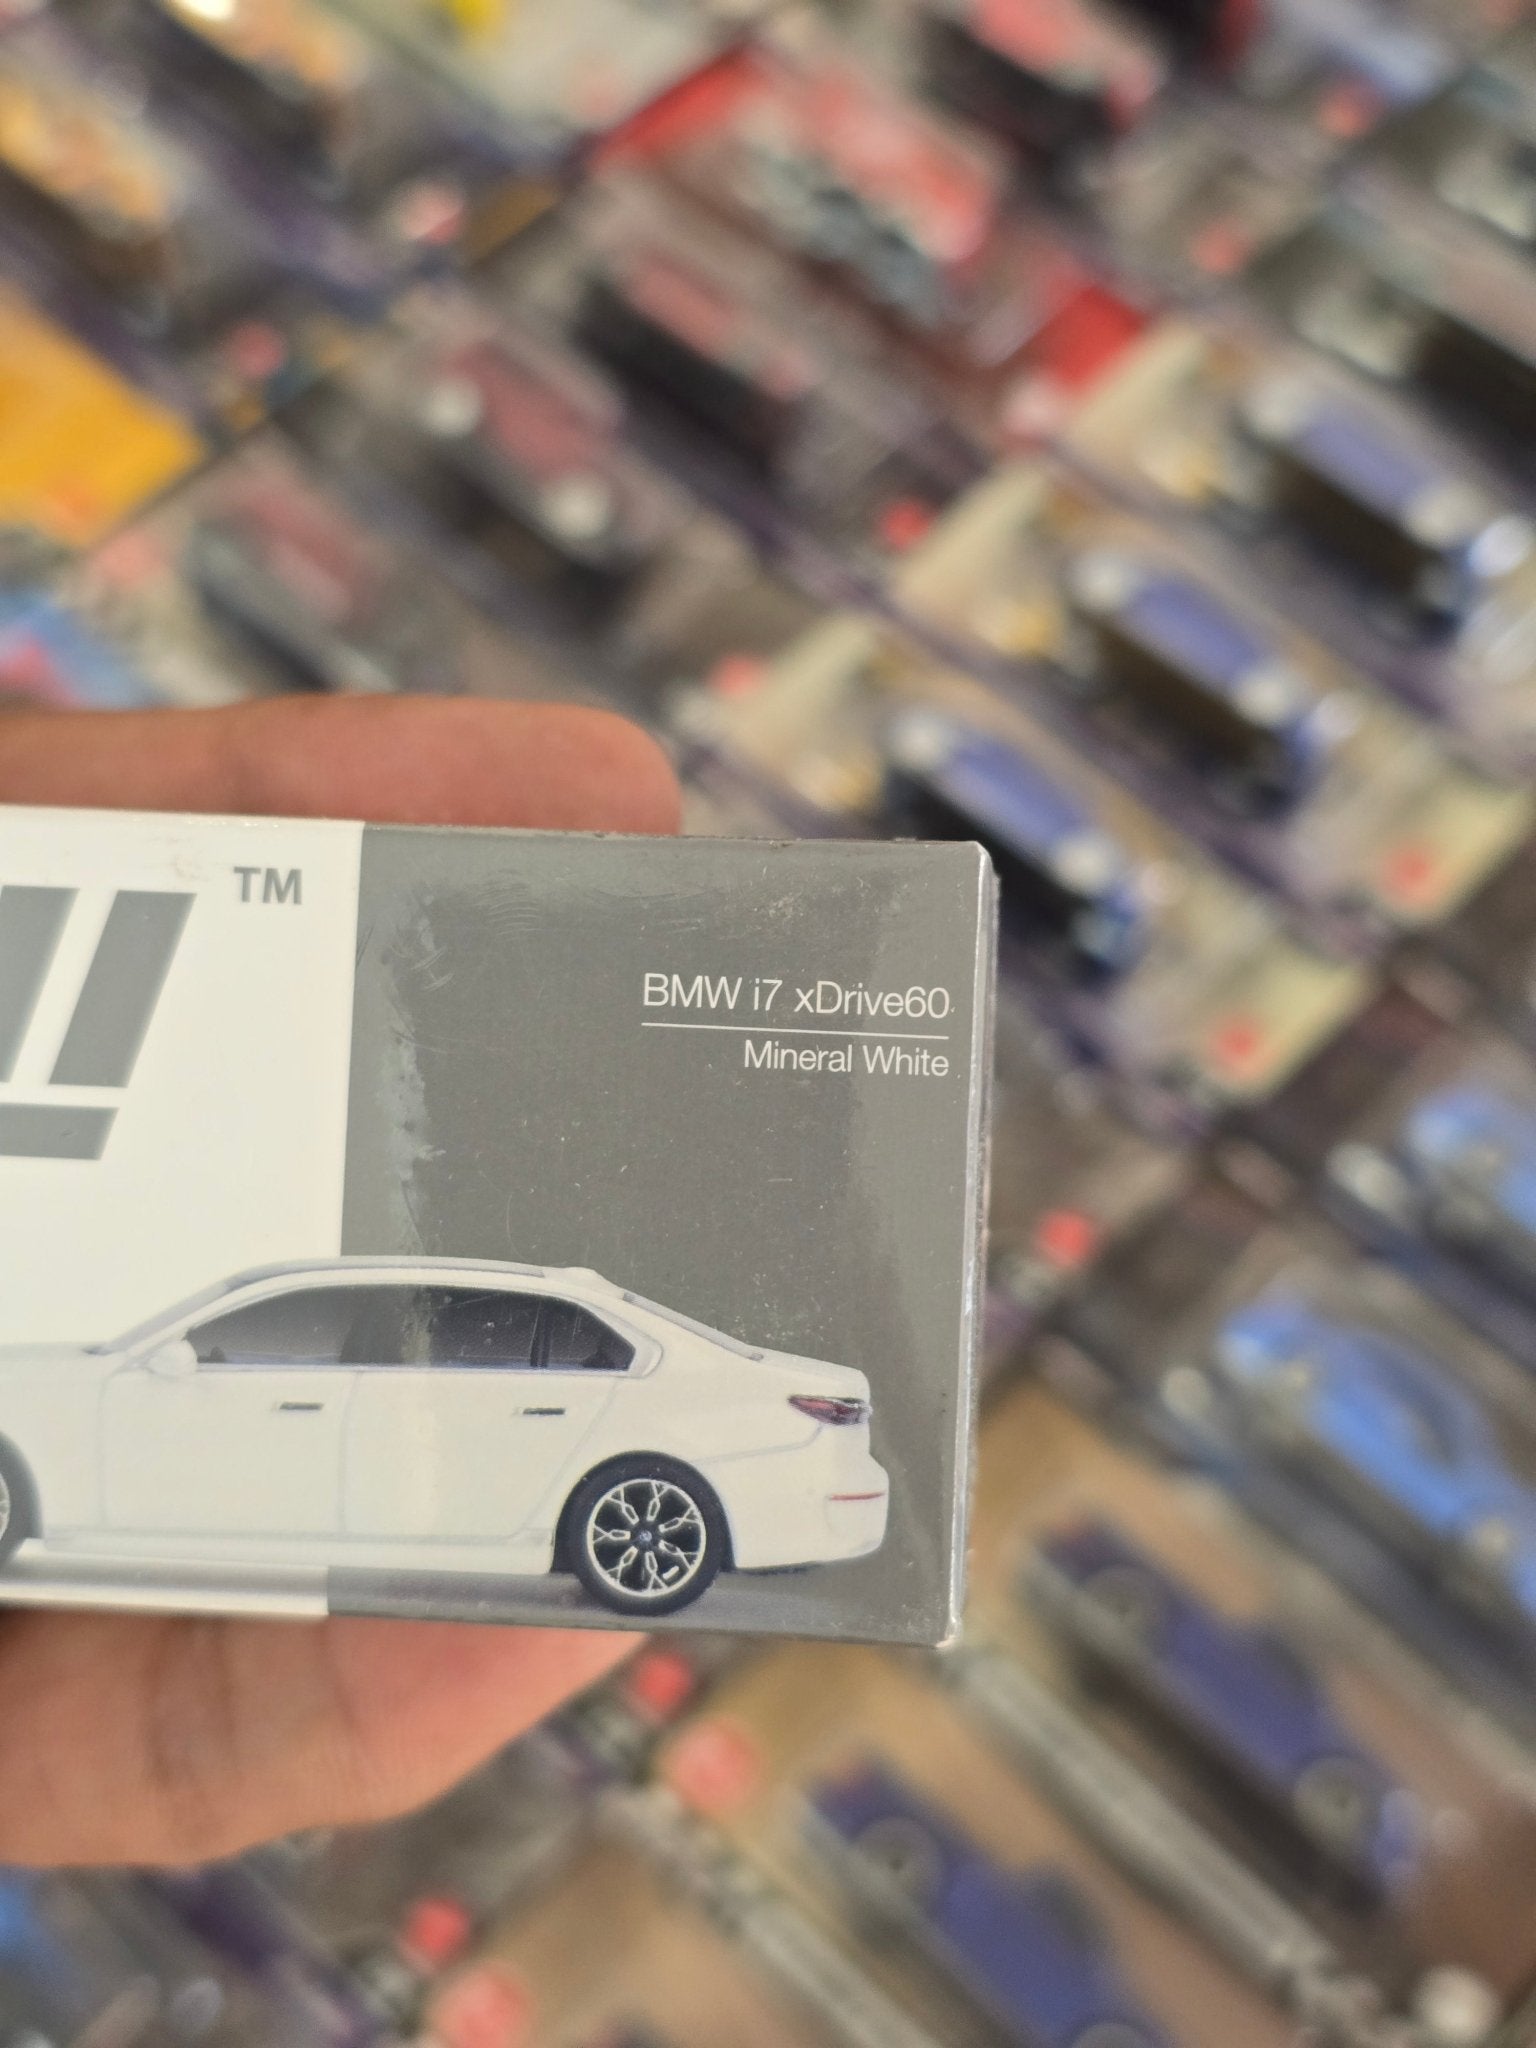 TM
BMW i7 xDrive60
Mineral White